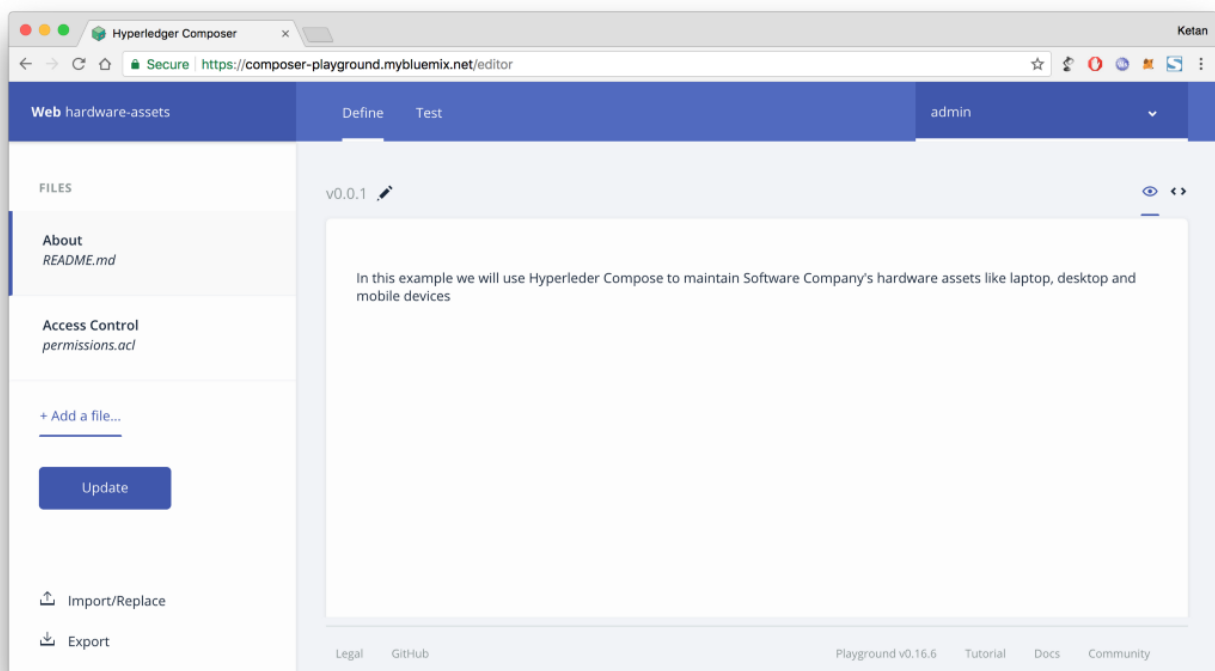 Hyperledger Composer
Ketan
Secure https://composer-playground.mybluemix.net/editor
Web hardware-assets
Define Test
admin
FILES
About
README.md
Access Control
permissions.acl
+ Add a file...
Update
Import/Replace
Export
v0.0.1
In this example we will use Hyperleder Compose to maintain Software Company's hardware assets like laptop, desktop and
mobile devices
Legal GitHub
Playground v0.16.6 Tutorial Docs Community